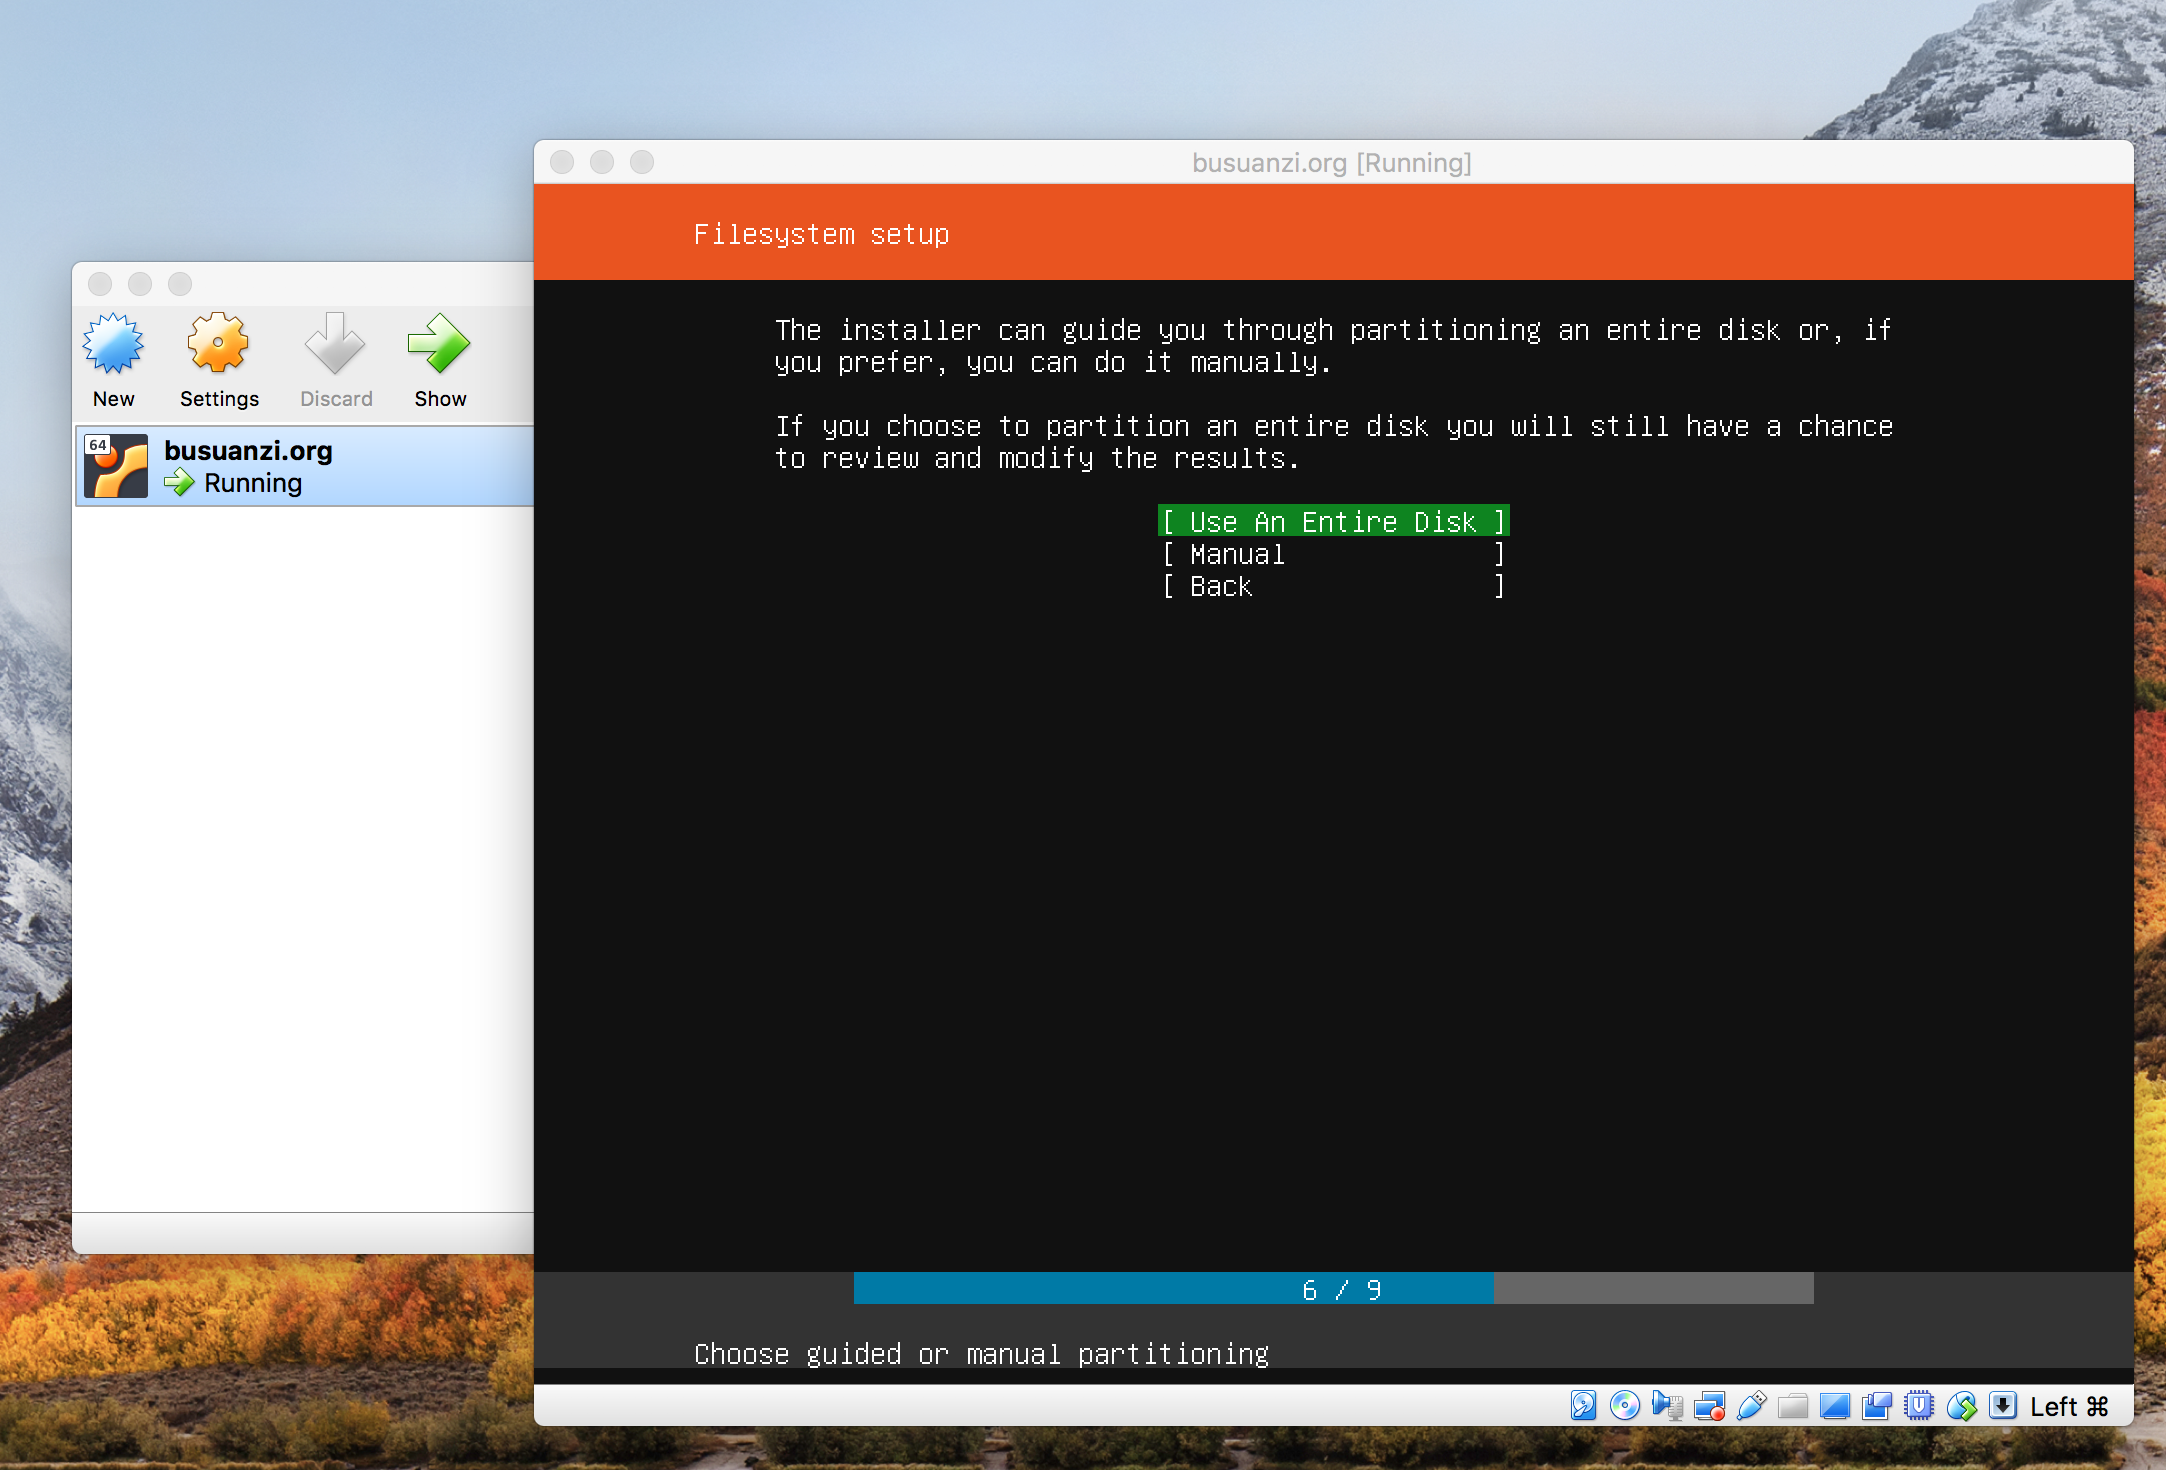 busuanzi.org [Running]
Filesystem setup
The installer can guide you through partitioning an entire disk or, if
you prefer, you can do it manually.
If you choose to partition an entire disk you will still have a chance
to review and modify the results.
[ Use An Entire Disk ]
[ Manual ]
[ Back ]
6 / 9
Choose guided or manual partitioning
Left ⌘
New Settings Discard Show
64
busuanzi.org
Running